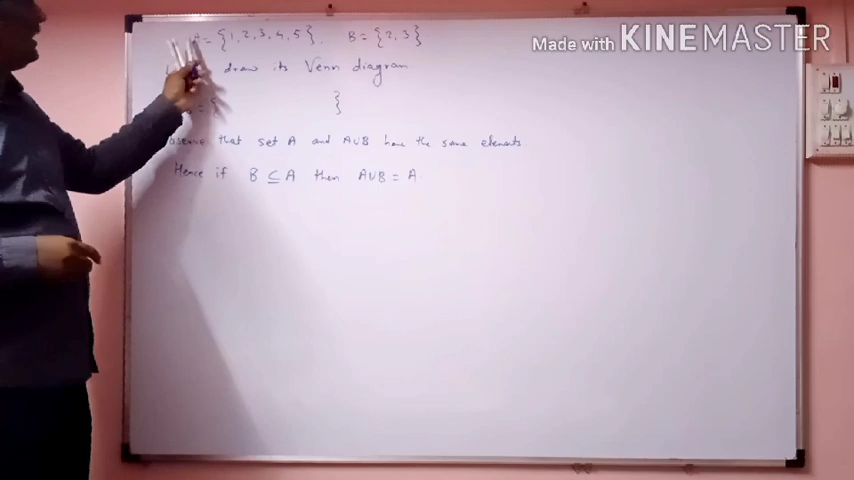 A = {1, 2, 3, 4, 5}, B = {2, 3}
draw its Venn diagram
= { }
that set A and A∪B have the same elements.
Hence if B ⊆ A then A∪B = A
Made with KINEMASTER